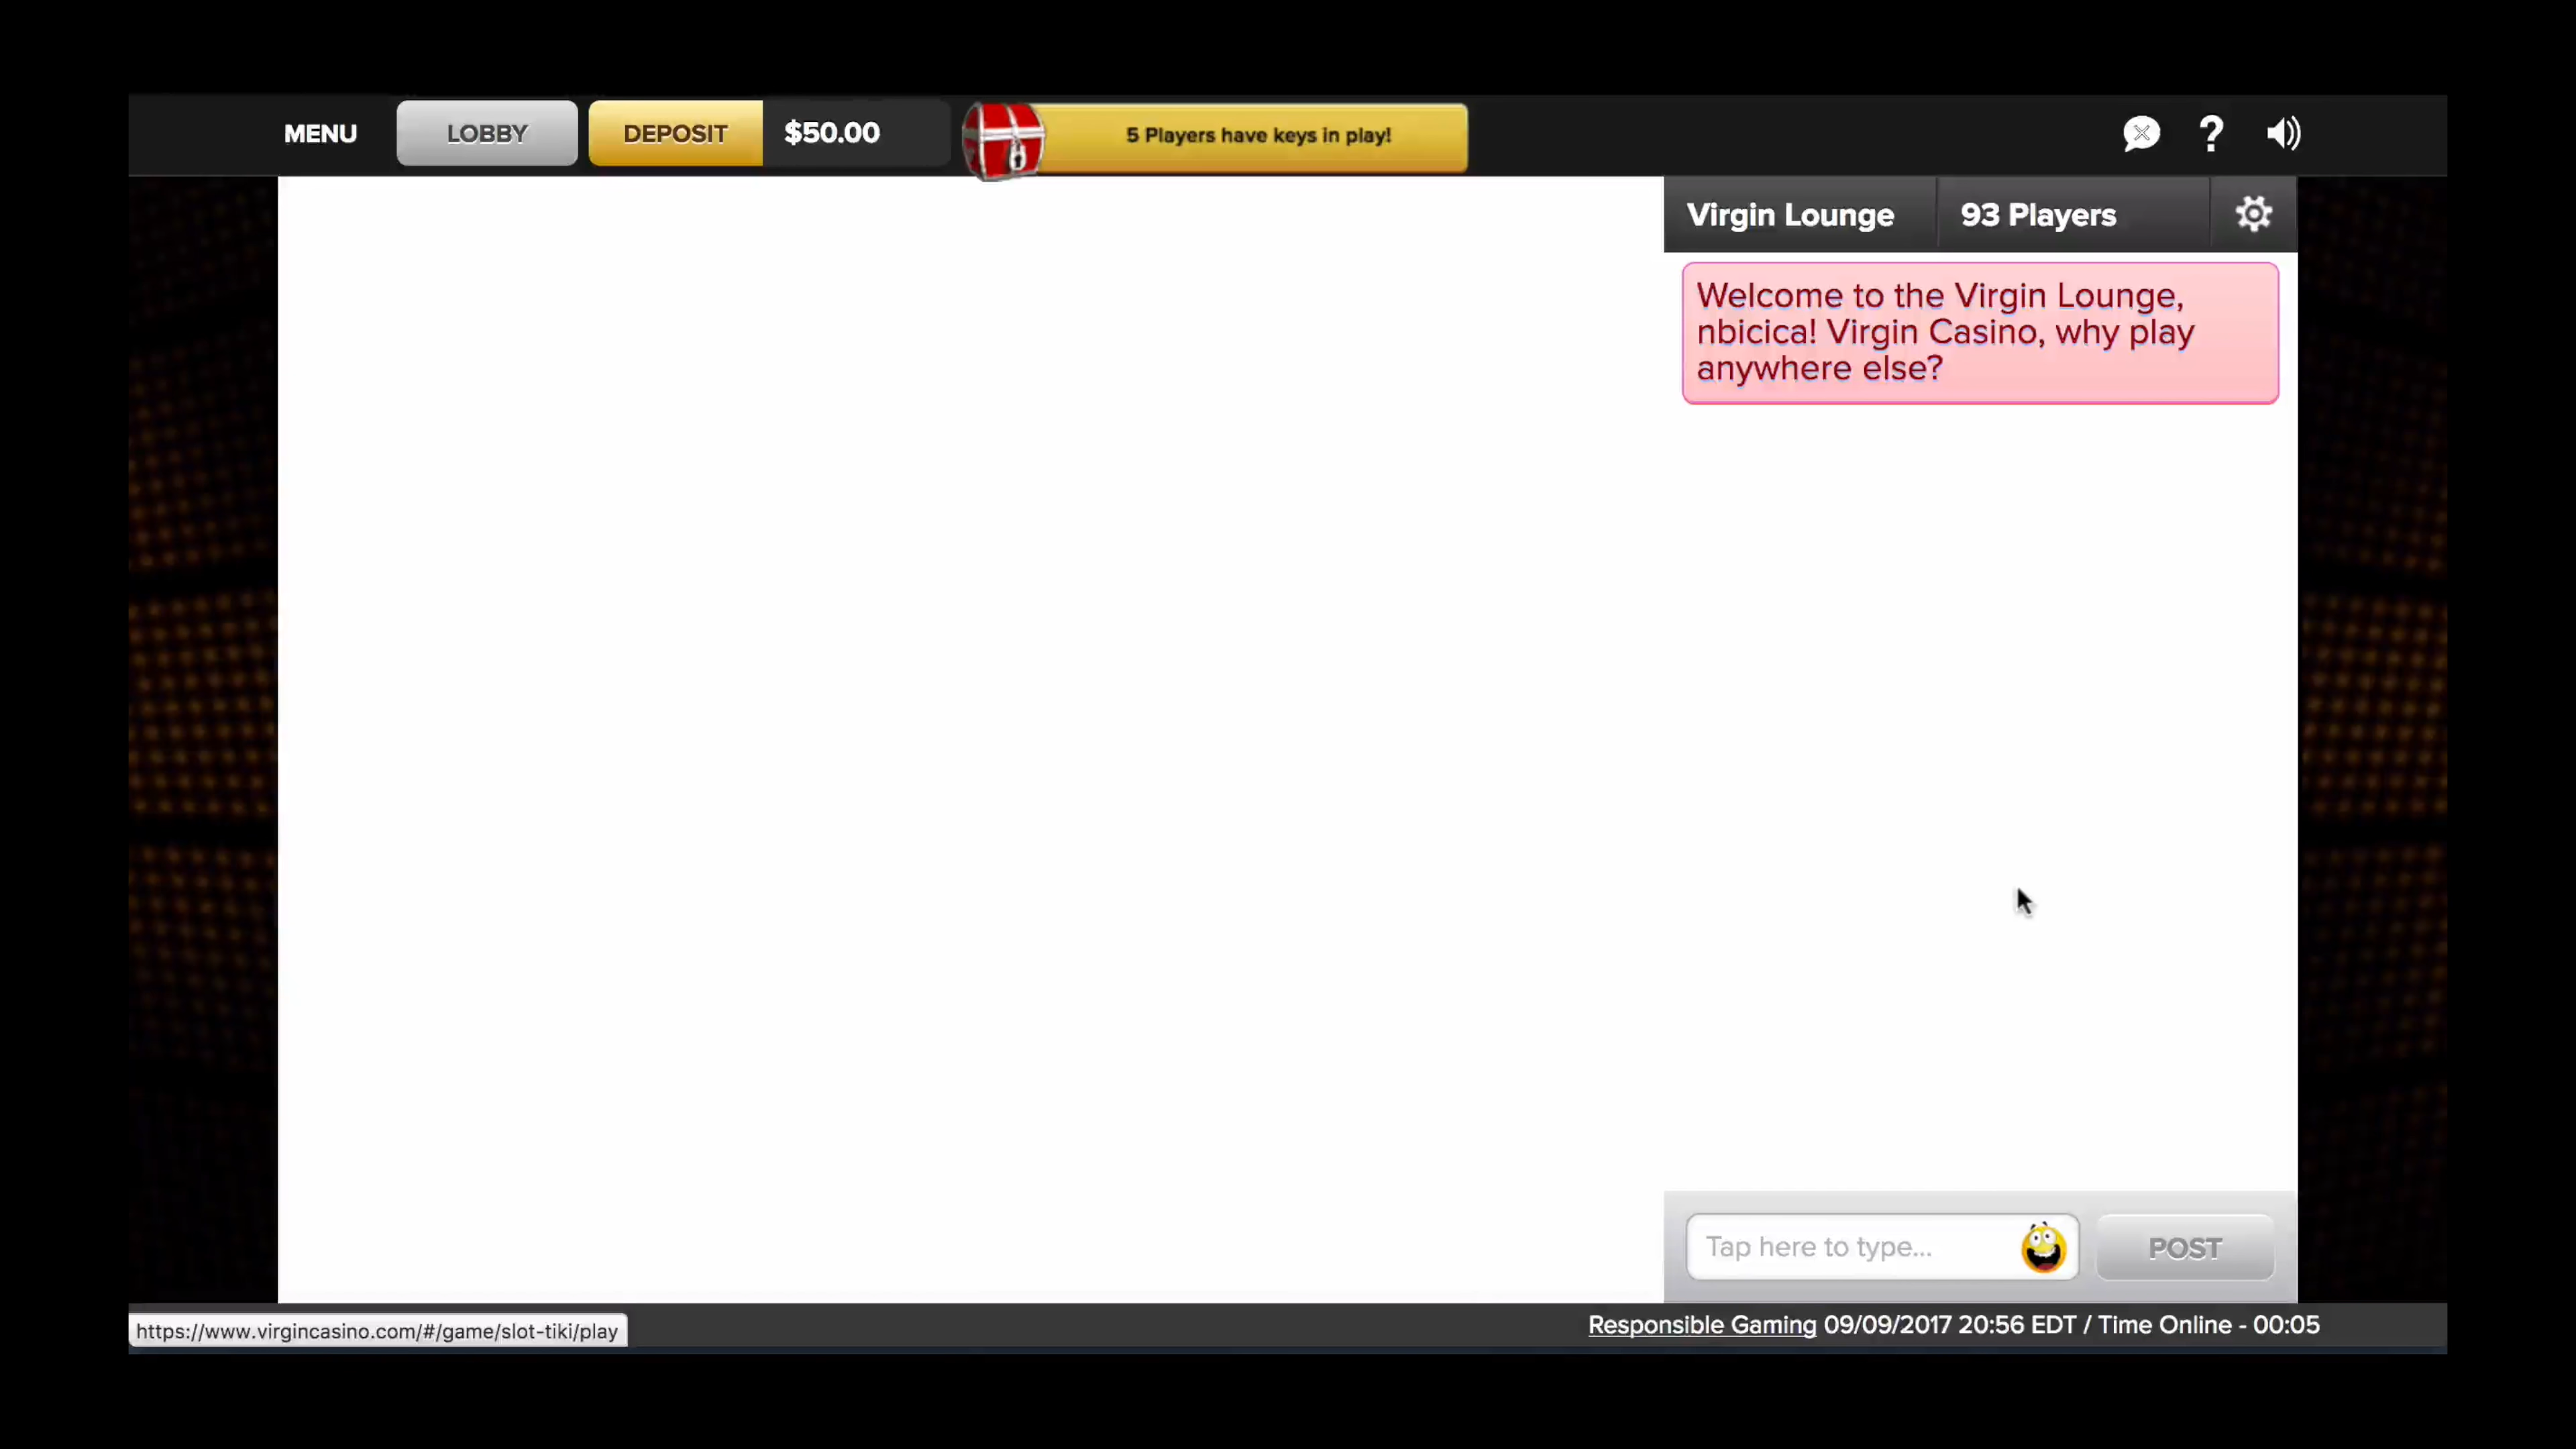 MENU LOBBY DEPOSIT $50.00 5 Players have keys in play! ?
Virgin Lounge 93 Players
Welcome to the Virgin Lounge,
nbicica! Virgin Casino, why play
anywhere else?
Tap here to type... POST
https://www.virgincasino.com/#/game/slot-tiki/play Responsible Gaming 09/09/2017 20:56 EDT / Time Online - 00:05